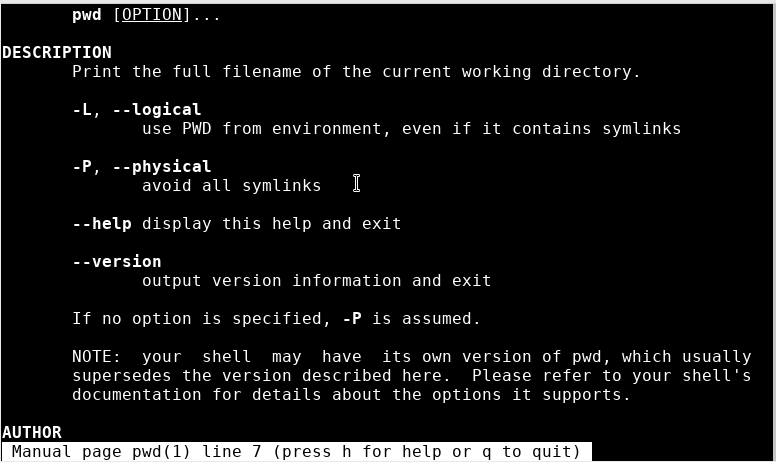 pwd [OPTION]...
DESCRIPTION
Print the full filename of the current working directory.
-L, --logical
use PWD from environment, even if it contains symlinks
-P, --physical
avoid all symlinks
--help display this help and exit
--version
output version information and exit
If no option is specified, -P is assumed.
NOTE:  your  shell  may  have  its own version of pwd, which usually
supersedes the version described here.  Please refer to your shell's
documentation for details about the options it supports.
AUTHOR
Manual page pwd(1) line 7 (press h for help or q to quit)